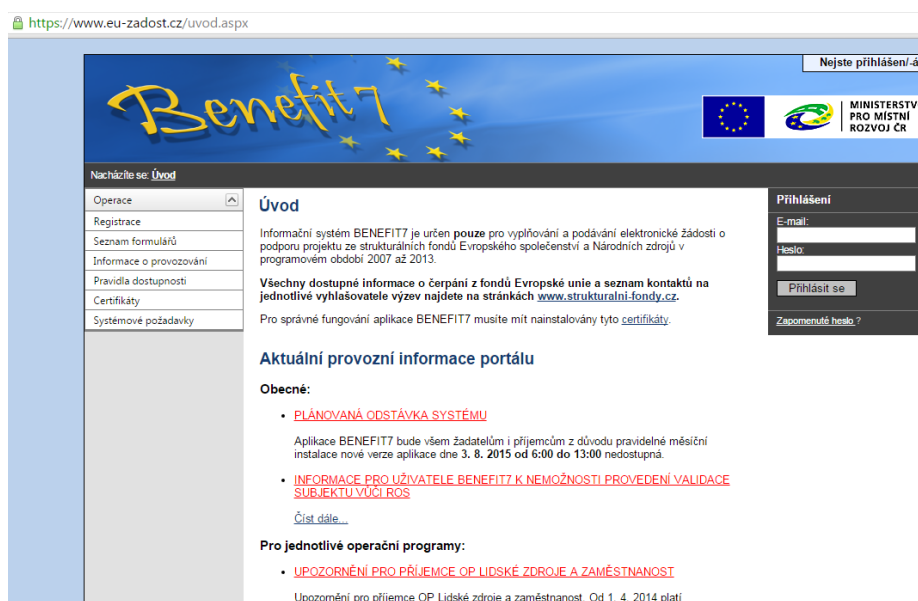 https://www.eu-zadost.cz/uvod.aspx
Nejste přihlášen/-á
Benefit7
MINISTERSTV
PRO MÍSTNÍ
ROZVOJ ČR
Nacházíte se: Úvod
Operace
Registrace
Seznam formulářů
Informace o provozování
Pravidla dostupnosti
Certifikáty
Systémové požadavky
Úvod
Informační systém BENEFIT7 je určen pouze pro vyplňování a podávání elektronické žádosti o
podporu projektu ze strukturálních fondů Evropského společenství a Národních zdrojů v
programovém období 2007 až 2013.
Všechny dostupné informace o čerpání z fondů Evropské unie a seznam kontaktů na
jednotlivé vyhlašovatele výzev najdete na stránkách www.strukturalni-fondy.cz.
Pro správné fungování aplikace BENEFIT7 musíte mít nainstalovány tyto certifikáty.
Aktuální provozní informace portálu
Obecné:
• PLÁNOVANÁ ODSTÁVKA SYSTÉMU
Aplikace BENEFIT7 bude všem žadatelům i příjemcům z důvodu pravidelné měsíční
instalace nové verze aplikace dne 3. 8. 2015 od 6:00 do 13:00 nedostupná.
• INFORMACE PRO UŽIVATELE BENEFIT7 K NEMOŽNOSTI PROVEDENÍ VALIDACE
SUBJEKTU VŮČI ROS
Číst dále...
Pro jednotlivé operační programy:
• UPOZORNĚNÍ PRO PŘÍJEMCE OP LIDSKÉ ZDROJE A ZAMĚSTNANOST
Upozornění pro příjemce OP Lidské zdroje a zaměstnanost. Od 1. 4. 2014 platí
Přihlášení
E-mail:
Heslo:
Přihlásit se
Zapomenuté heslo ?